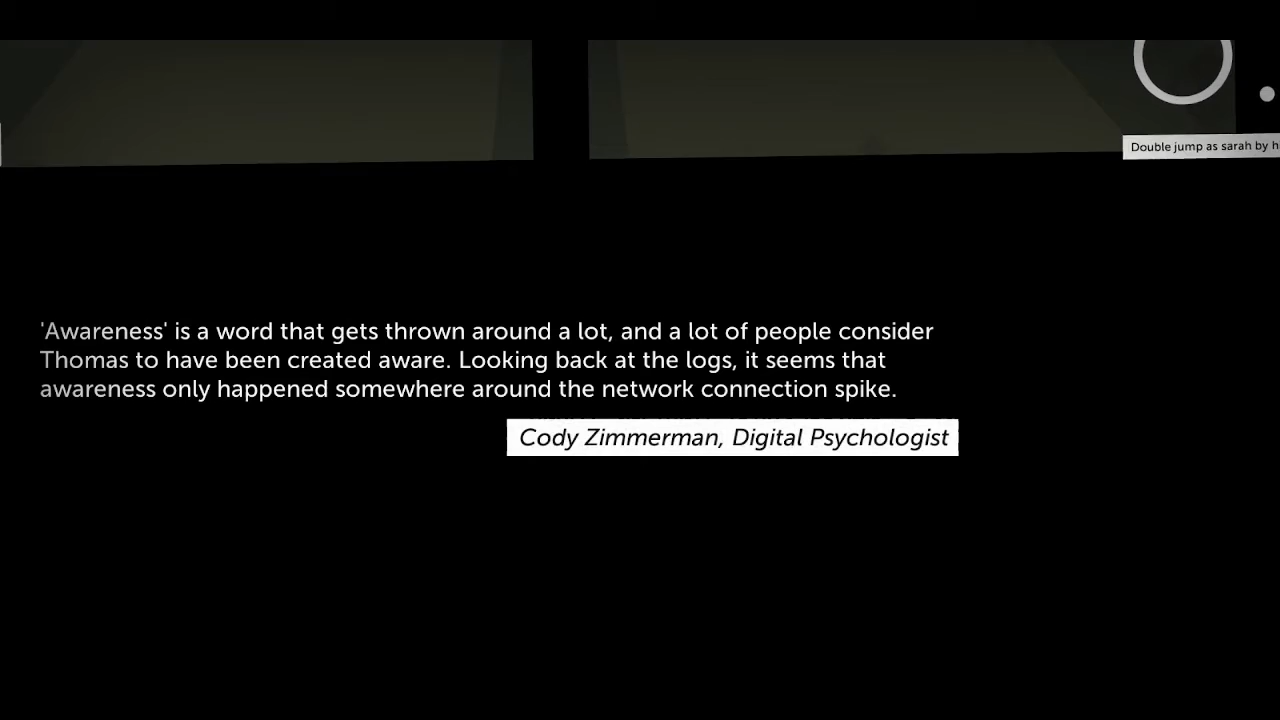 Double jump as sarah by h
'Awareness' is a word that gets thrown around a lot, and a lot of people consider
Thomas to have been created aware. Looking back at the logs, it seems that
awareness only happened somewhere around the network connection spike.
Cody Zimmerman, Digital Psychologist